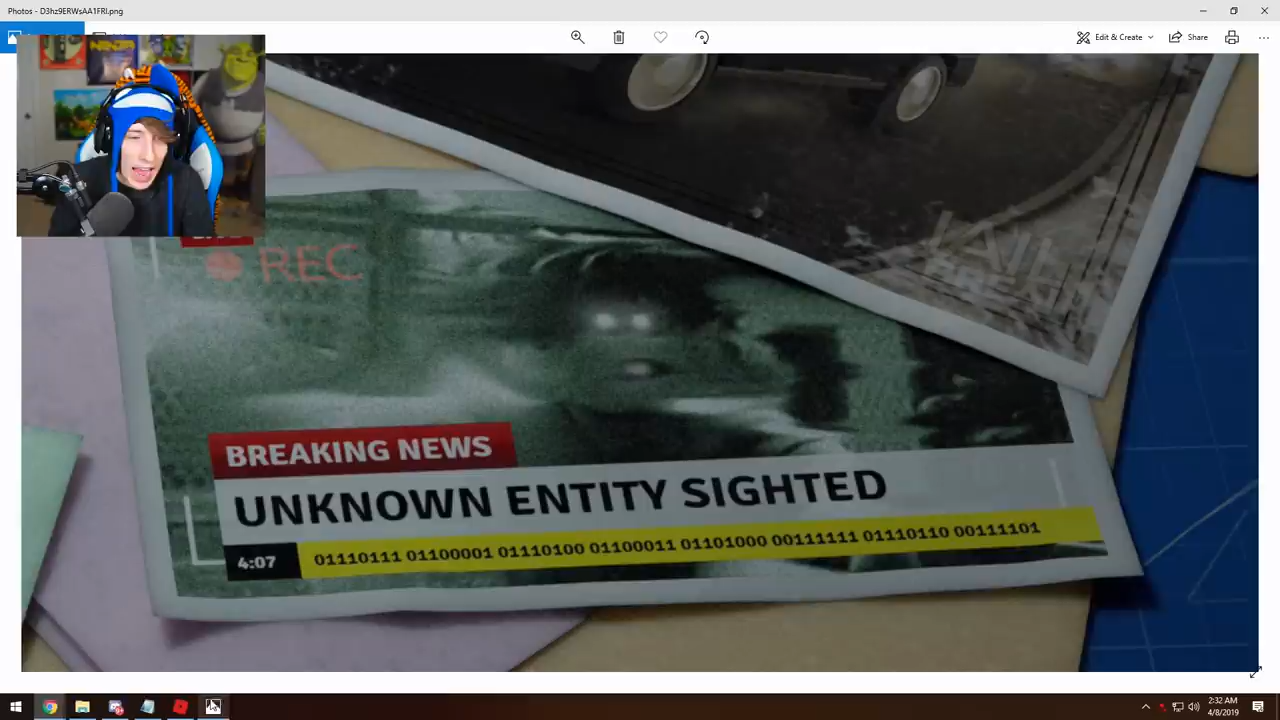 Photos - D3hz9ERWsAA1FRI.png
Edit & Create
Share
NINJA
REC
BREAKING NEWS
UNKNOWN ENTITY SIGHTED
4:07
01110111 01100001 01110100 01100011 01101000 00111111 01110110 00111101
2:32 AM
4/8/2019